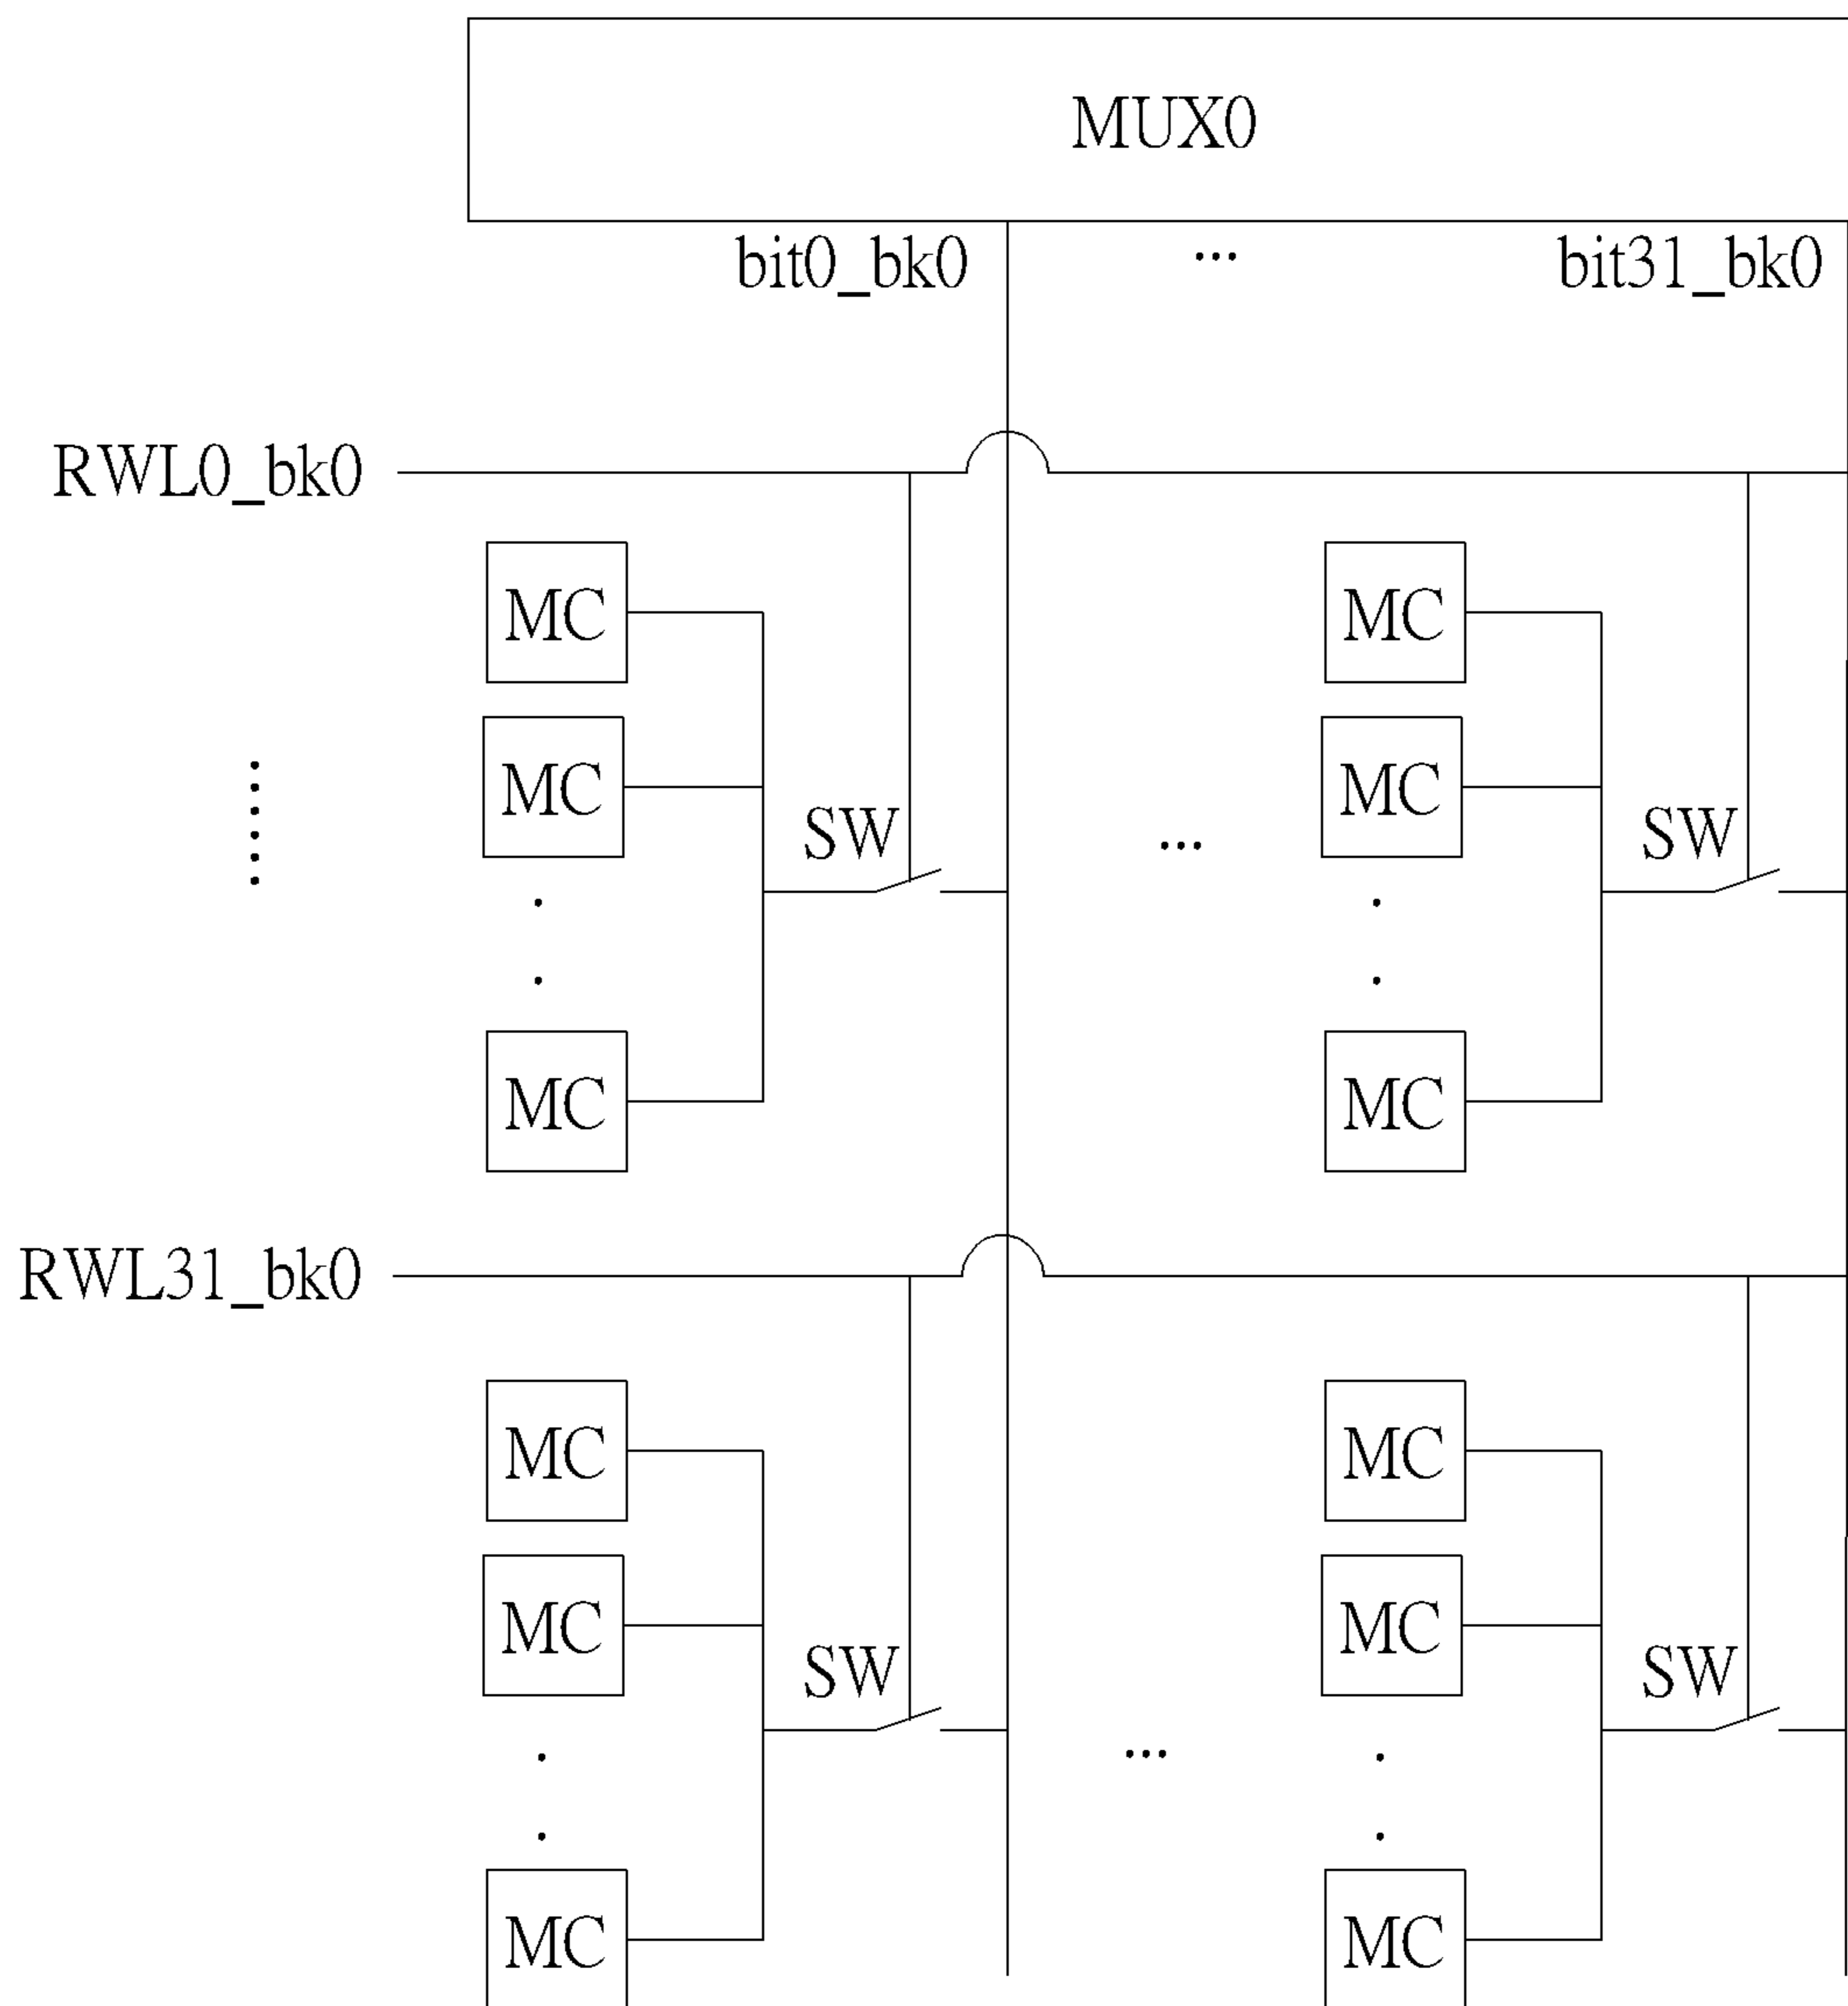 MUX0
bit0_bk0 ... bit31_bk0
RWL0_bk0
MC MC
MC MC
SW ... SW
MC MC
RWL31_bk0
MC MC
MC MC
SW ... SW
MC MC